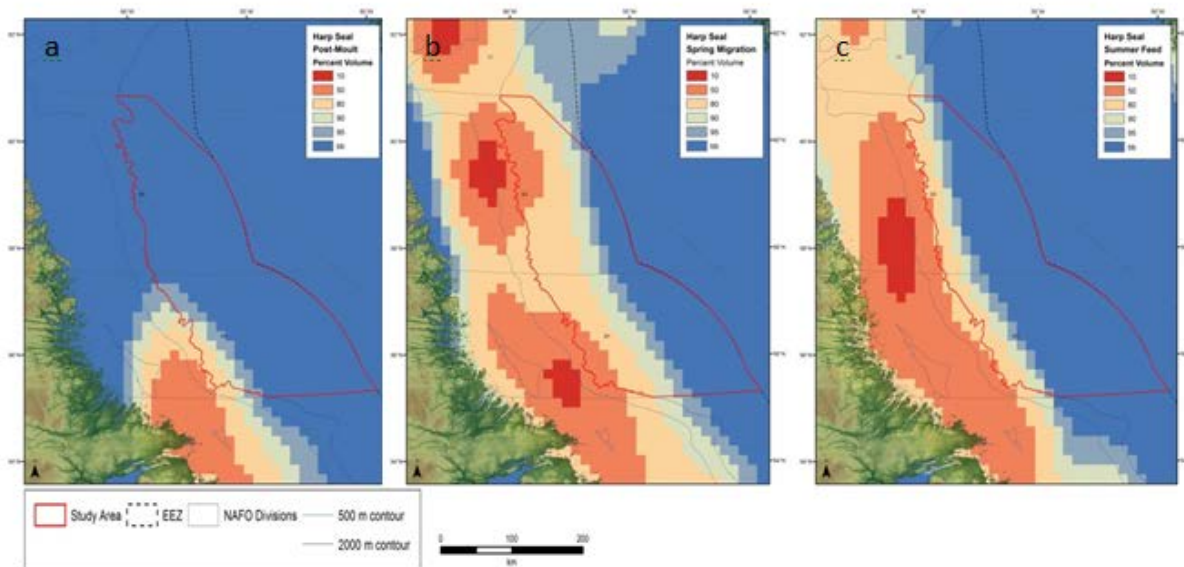 a
Harp Seal
Post-Moult
Percent Volume
10
50
80
90
95
99
b
Harp Seal
Spring Migration
Percent Volume
10
50
80
90
95
99
c
Harp Seal
Summer Feed
Percent Volume
10
50
80
90
95
99
Study Area
EEZ
NAFO Divisions
500 m contour
2000 m contour
0
100
200
km